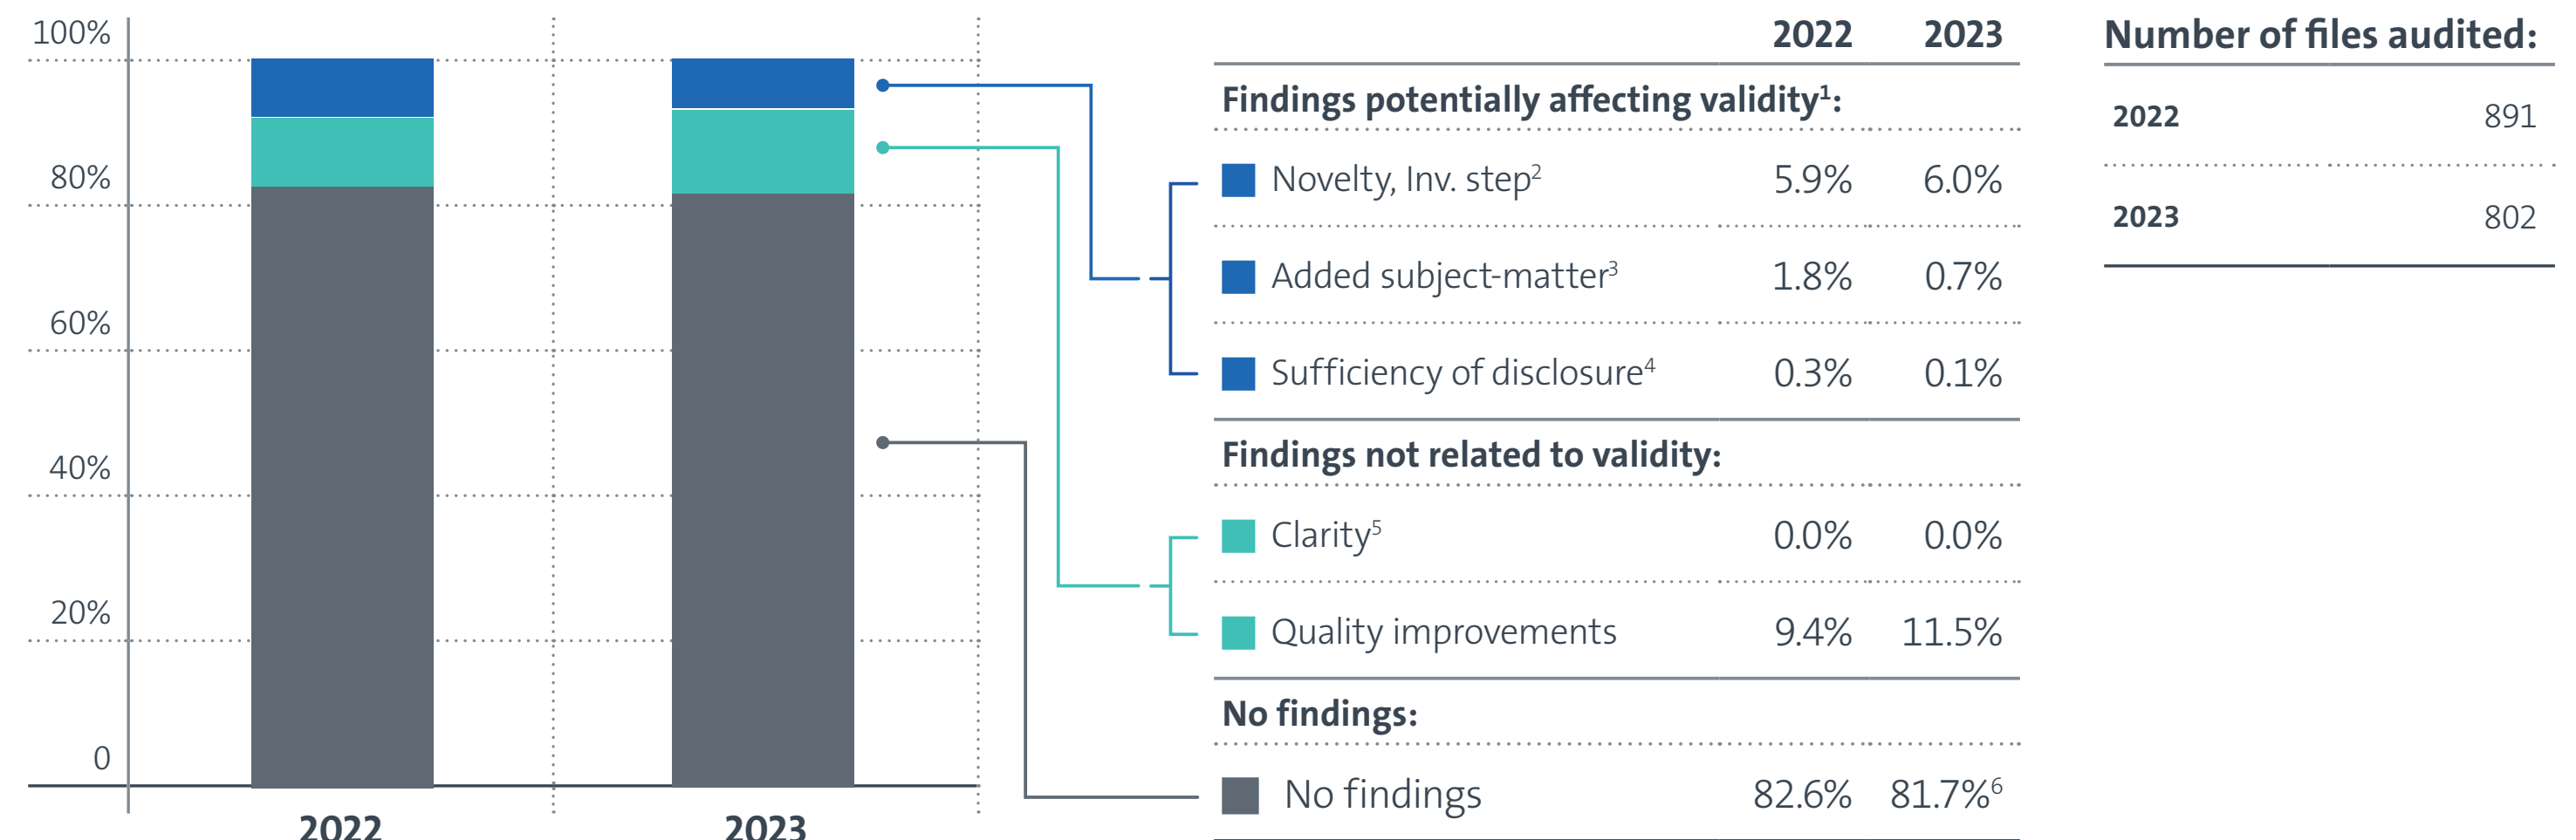 100%
80%
60%
40%
20%
0
2022 2023
2022 2023
Findings potentially affecting validity¹:
Novelty, Inv. step² 5.9% 6.0%
Added subject-matter³ 1.8% 0.7%
Sufficiency of disclosure⁴ 0.3% 0.1%
Findings not related to validity:
Clarity⁵ 0.0% 0.0%
Quality improvements 9.4% 11.5%
No findings:
No findings 82.6% 81.7%⁶
Number of files audited:
2022 891
2023 802